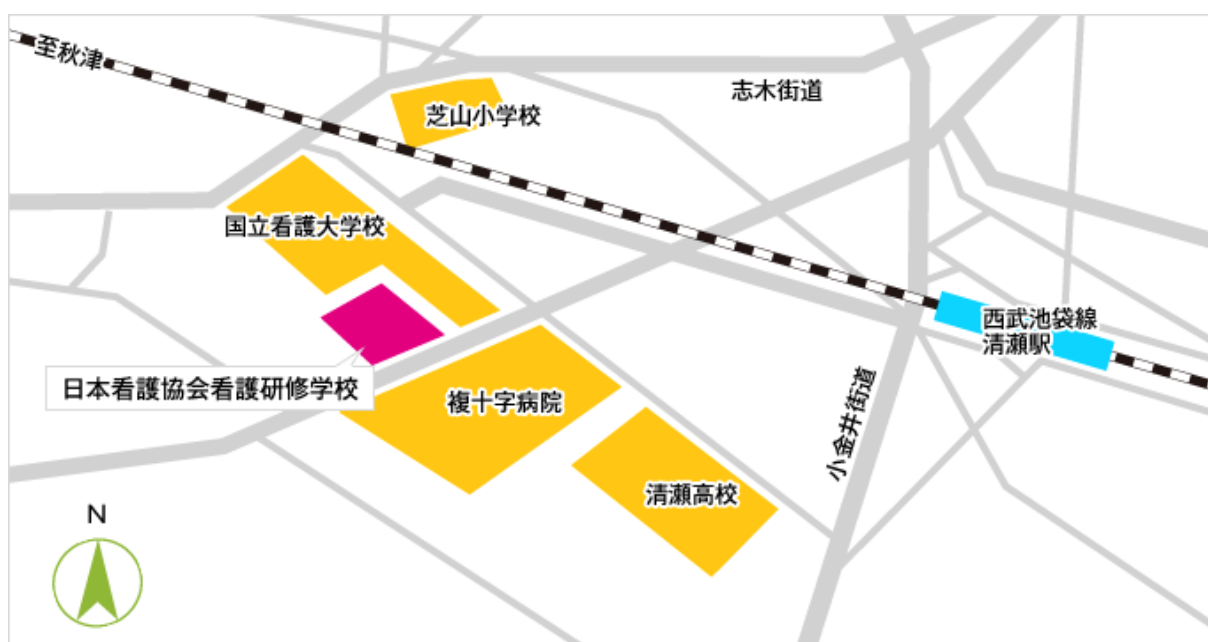 至秋津
志木街道
芝山小学校
国立看護大学校
西武池袋線
清瀬駅
日本看護協会看護研修学校
複十字病院
小金井街道
清瀬高校
N